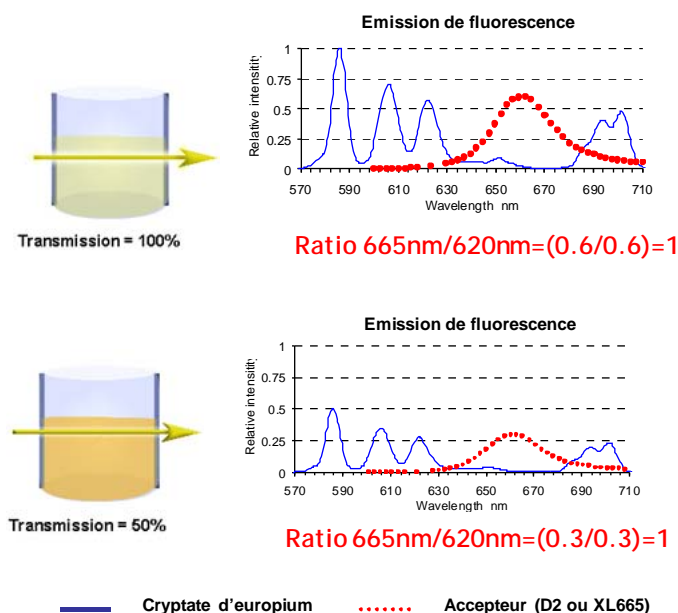 Emission de fluorescence
1
0.75
0.5
0.25
0
Relative intensitity
570 590 610 630 650 670 690 710
Wavelength nm
Transmission = 100%
Ratio 665nm/620nm=(0.6/0.6)=1
Emission de fluorescence
1
0.75
0.5
0.25
0
Relative intensitity
570 590 610 630 650 670 690 710
Wavelength nm
Transmission = 50%
Ratio 665nm/620nm=(0.3/0.3)=1
Cryptate d'europium
Accepteur (D2 ou XL665)